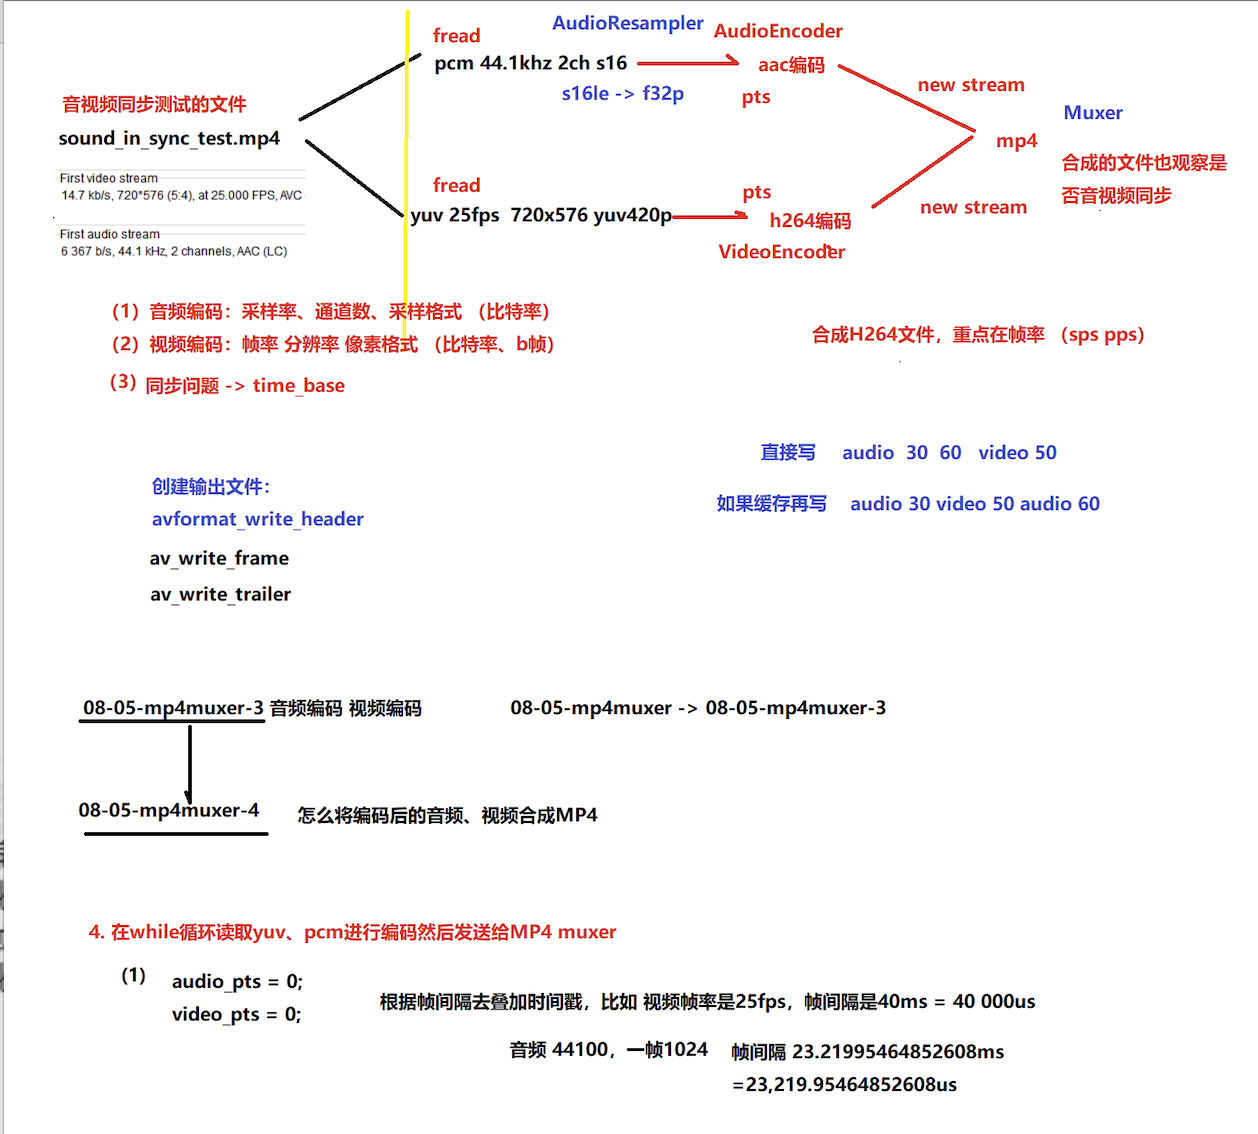 fread
AudioResampler
AudioEncoder
pcm 44.1khz 2ch s16
aac编码
s16le -> f32p
pts
new stream
音视频同步测试的文件
sound_in_sync_test.mp4
Muxer
mp4
合成的文件也观察是
否音视频同步
First video stream
14.7 kb/s, 720*576 (5:4), at 25.000 FPS, AVC
First audio stream
6 367 b/s, 44.1 kHz, 2 channels, AAC (LC)
fread
pts
yuv 25fps 720x576 yuv420p
h264编码
new stream
VideoEncoder
（1）音频编码：采样率、通道数、采样格式 （比特率）
（2）视频编码：帧率 分辨率 像素格式 （比特率、b帧）
（3）同步问题 -> time_base
合成H264文件，重点在帧率 （sps pps）
直接写 audio 30 60 video 50
如果缓存再写 audio 30 video 50 audio 60
创建输出文件：
avformat_write_header
av_write_frame
av_write_trailer
08-05-mp4muxer-3 音频编码 视频编码
08-05-mp4muxer -> 08-05-mp4muxer-3
08-05-mp4muxer-4 怎么将编码后的音频、视频合成MP4
4. 在while循环读取yuv、pcm进行编码然后发送给MP4 muxer
（1） audio_pts = 0;
video_pts = 0;
根据帧间隔去叠加时间戳，比如 视频帧率是25fps，帧间隔是40ms = 40 000us
音频 44100，一帧1024 帧间隔 23.21995464852608ms
=23,219.95464852608us